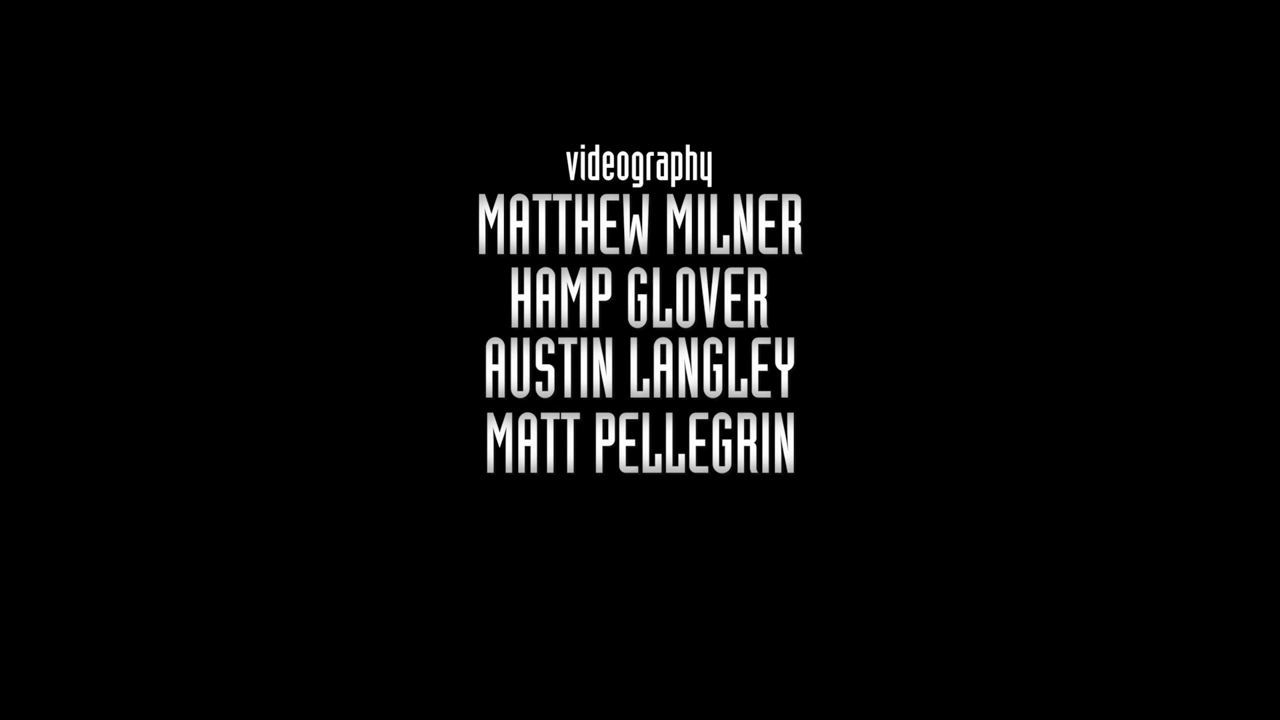 videography
MATTHEW MILNER
HAMP GLOVER
AUSTIN LANGLEY
MATT PELLEGRIN